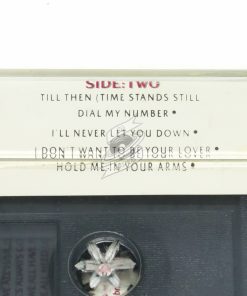 SIDE: TWO
TILL THEN (TIME STANDS STILL
DIAL MY NUMBER *
I'LL NEVER LET YOU DOWN *
I DON'T WANT TO BE YOUR LOVER *
HOLD ME IN YOUR ARMS *